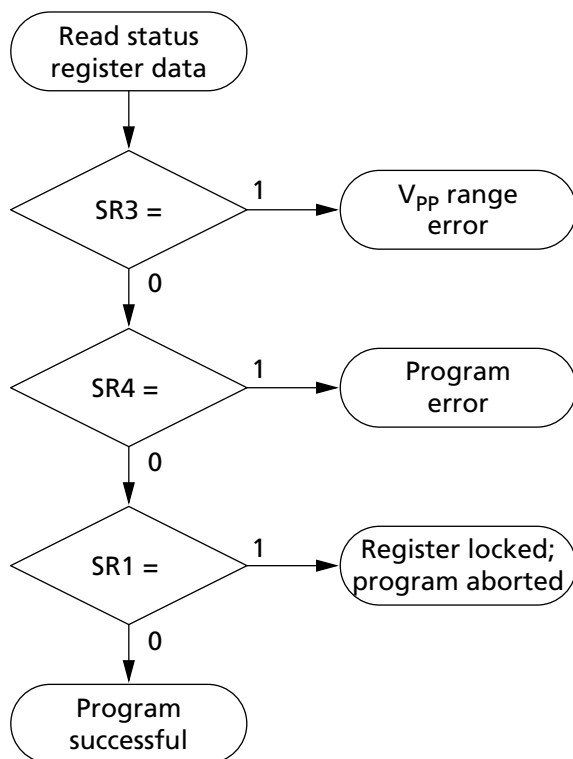 Read status
register data
SR3 =
1
V_PP range
error
0
SR4 =
1
Program
error
0
SR1 =
1
Register locked;
program aborted
0
Program
successful